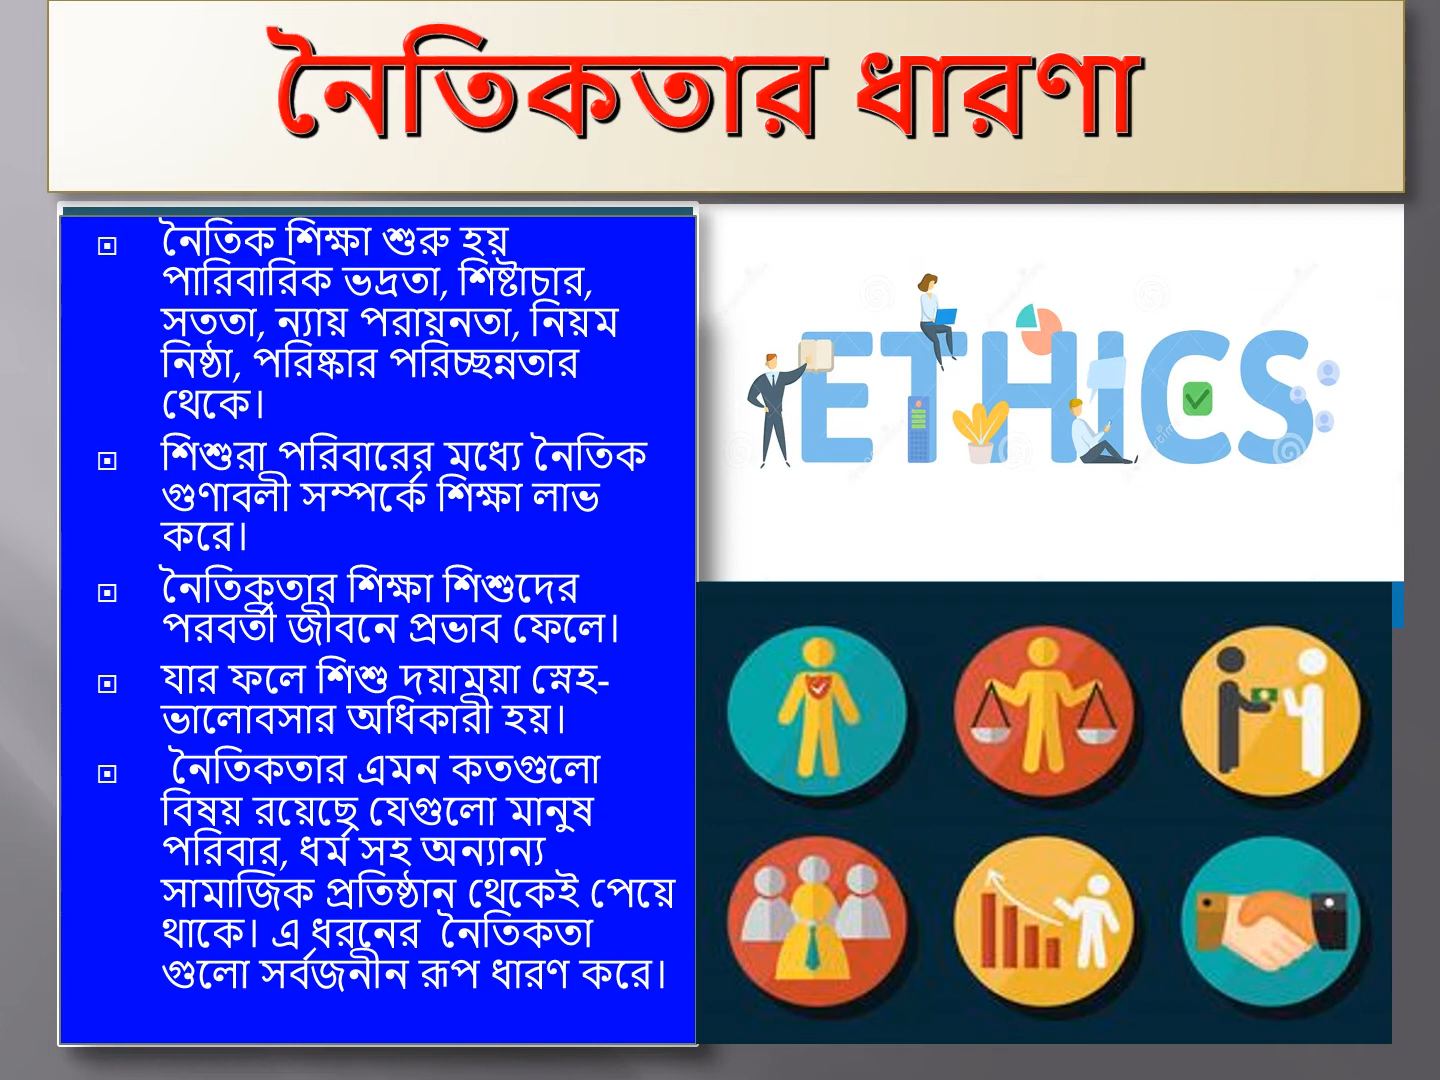 নৈতিকতার ধারণা
নৈতিক শিক্ষা শুরু হয়
পারিবারিক ভদ্রতা, শিষ্টাচার,
সততা, ন্যায় পরায়নতা, নিয়ম
নিষ্ঠা, পরিষ্কার পরিচ্ছন্নতার
থেকে।
শিশুরা পরিবারের মধ্যে নৈতিক
গুণাবলী সম্পর্কে শিক্ষা লাভ
করে।
নৈতিকতার শিক্ষা শিশুদের
পরবর্তী জীবনে প্রভাব ফেলে।
যার ফলে শিশু দয়ামায়া স্নেহ-
ভালোবসার অধিকারী হয়।
নৈতিকতার এমন কতগুলো
বিষয় রয়েছে যেগুলো মানুষ
পরিবার, ধর্ম সহ অন্যান্য
সামাজিক প্রতিষ্ঠান থেকেই পেয়ে
থাকে। এ ধরনের নৈতিকতা
গুলো সর্বজনীন রূপ ধারণ করে।
ETHICS